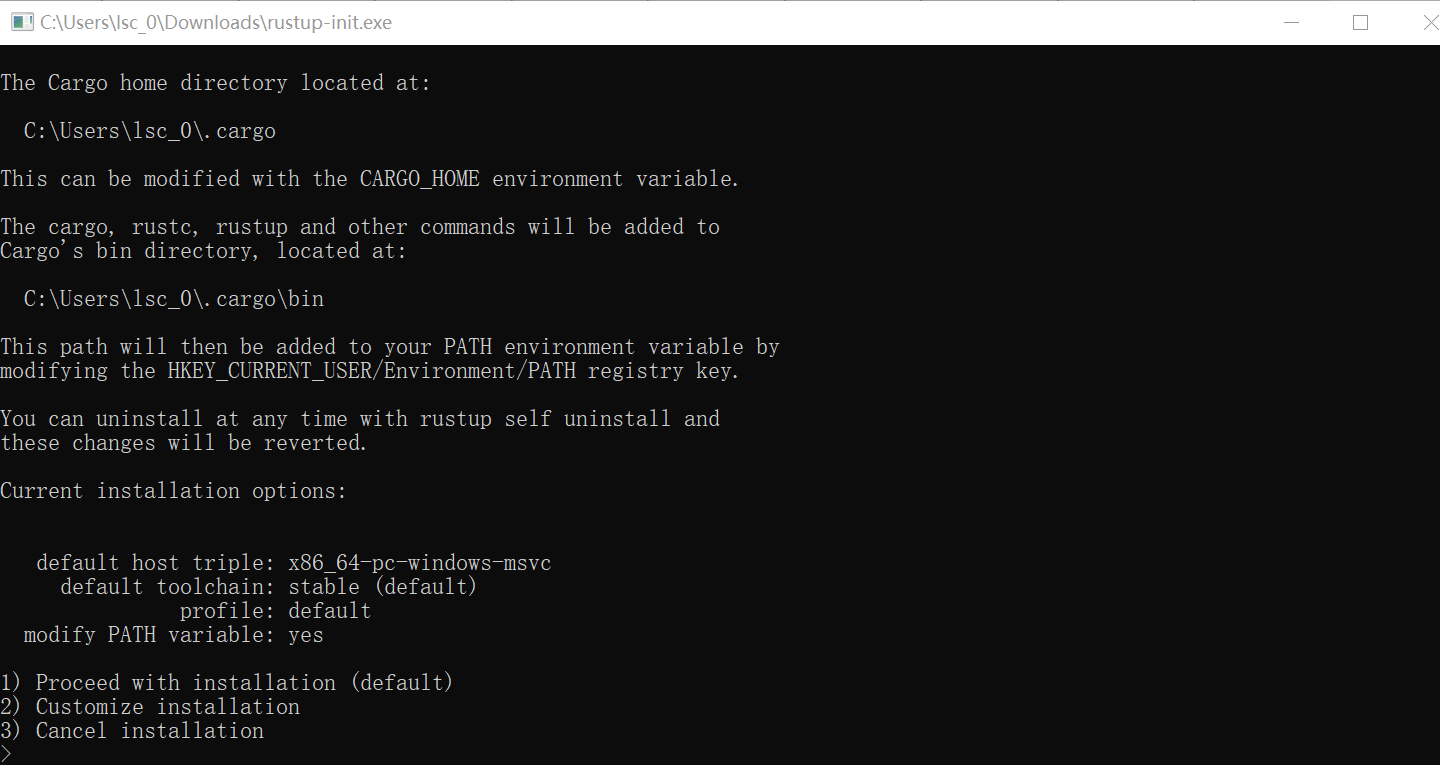 C:\Users\lsc_0\Downloads\rustup-init.exe
The Cargo home directory located at:
C:\Users\lsc_0\.cargo
This can be modified with the CARGO_HOME environment variable.
The cargo, rustc, rustup and other commands will be added to
Cargo's bin directory, located at:
C:\Users\lsc_0\.cargo\bin
This path will then be added to your PATH environment variable by
modifying the HKEY_CURRENT_USER/Environment/PATH registry key.
You can uninstall at any time with rustup self uninstall and
these changes will be reverted.
Current installation options:
default host triple: x86_64-pc-windows-msvc
default toolchain: stable (default)
profile: default
modify PATH variable: yes
1) Proceed with installation (default)
2) Customize installation
3) Cancel installation
>